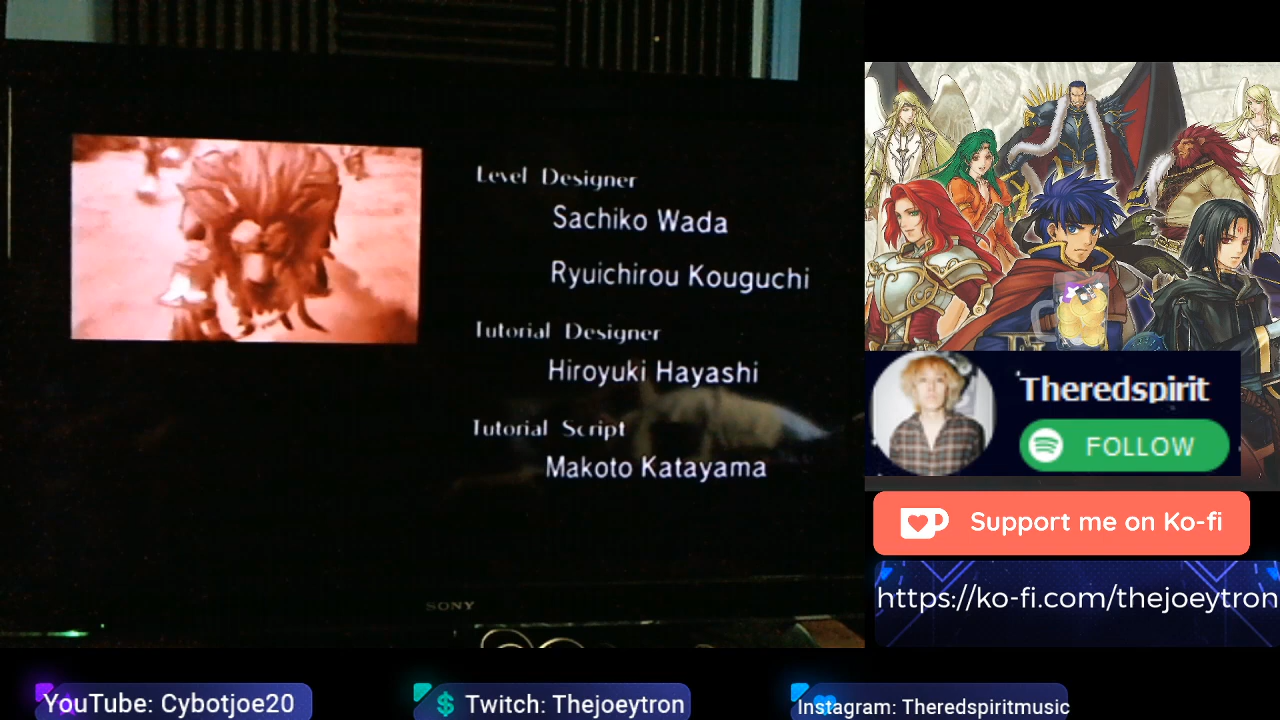 Level Designer
Sachiko Wada
Ryuichirou Kouguchi
Tutorial Designer
Hiroyuki Hayashi
Tutorial Script
Makoto Katayama
SONY
Theredspirit
FOLLOW
Support me on Ko-fi
https://ko-fi.com/thejoeytron
YouTube: Cybotjoe20
$ Twitch: Thejoeytron
Instagram: Theredspiritmusic